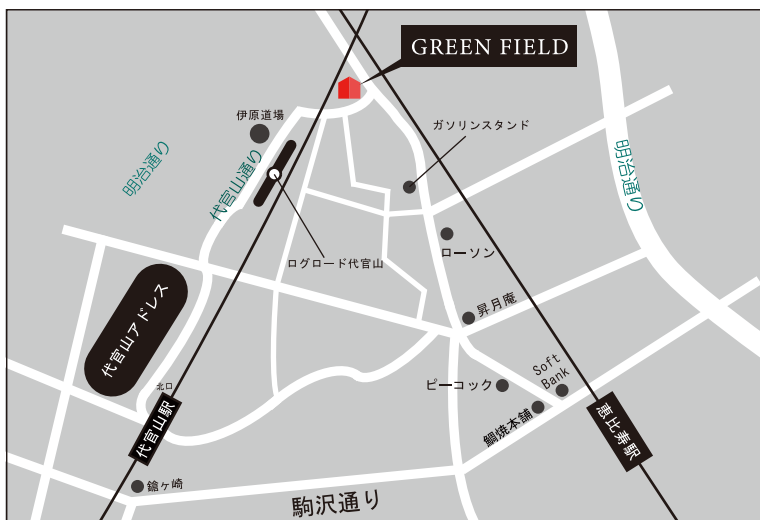 GREEN FIELD
伊原道場
ガソリンスタンド
明治通り
代官山通り
明治通り
ローソン
ログロード代官山
代官山アドレス
昇月庵
Soft
Bank
ピーコック
北口
鯛焼本舗
代官山駅
恵比寿駅
鎗ヶ崎
駒沢通り